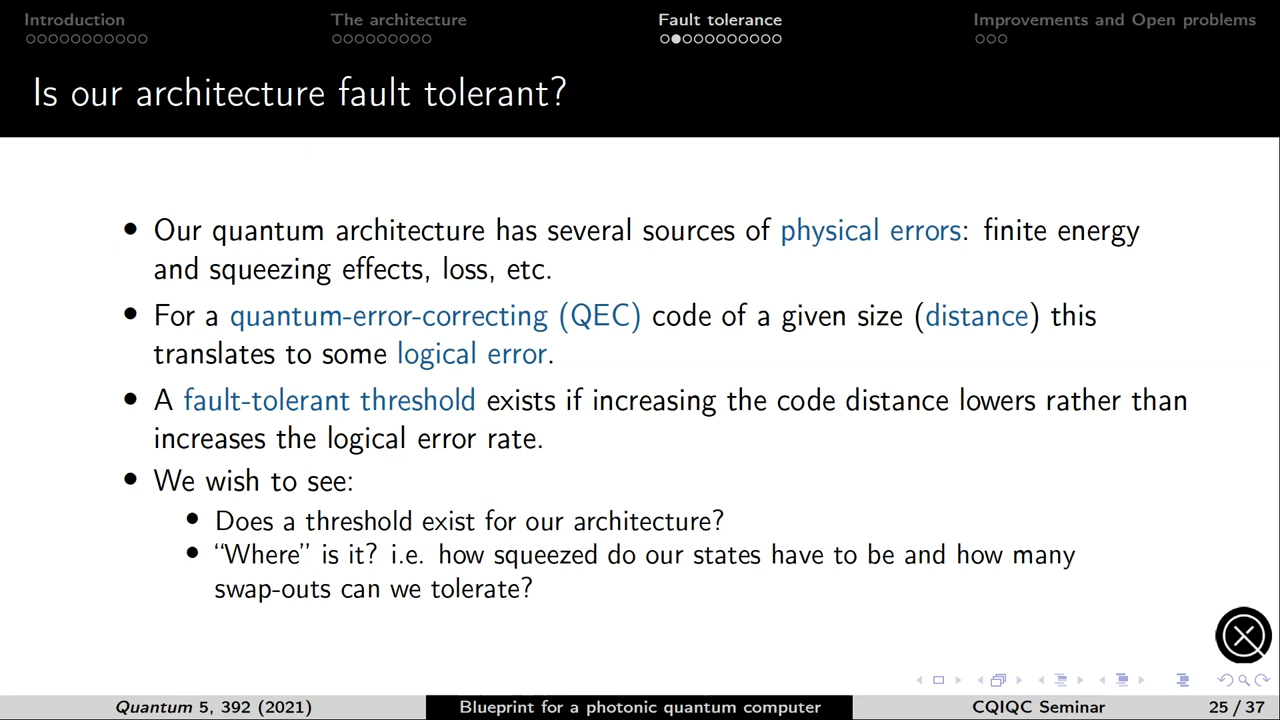 Introduction
The architecture
Fault tolerance
Improvements and Open problems
Is our architecture fault tolerant?
Our quantum architecture has several sources of physical errors: finite energy
and squeezing effects, loss, etc.
For a quantum-error-correcting (QEC) code of a given size (distance) this
translates to some logical error.
A fault-tolerant threshold exists if increasing the code distance lowers rather than
increases the logical error rate.
We wish to see:
Does a threshold exist for our architecture?
“Where” is it? i.e. how squeezed do our states have to be and how many
swap-outs can we tolerate?
Quantum 5, 392 (2021)
Blueprint for a photonic quantum computer
CQIQC Seminar
25 / 37